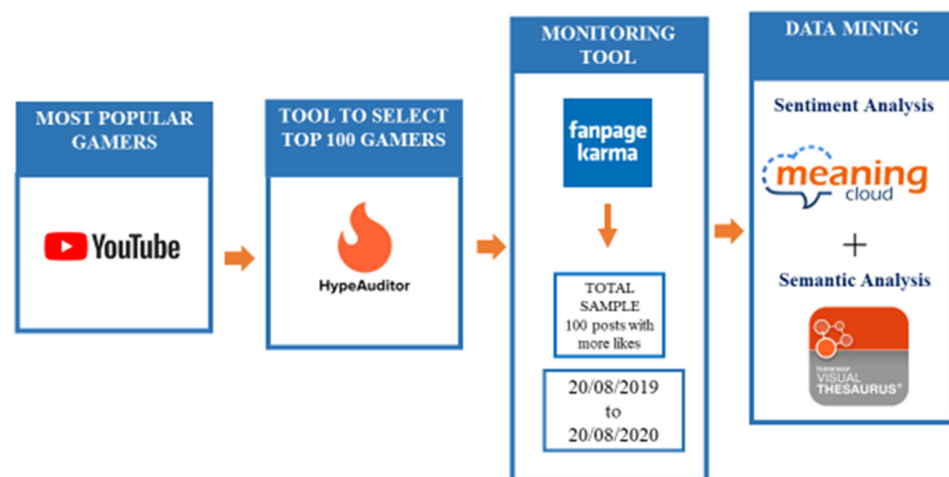 MOST POPULAR
GAMERS
YouTube
TOOL TO SELECT
TOP 100 GAMERS
HypeAuditor
MONITORING
TOOL
fanpage
karma
TOTAL
SAMPLE
100 posts with
more likes
20/08/2019
to
20/08/2020
DATA MINING
Sentiment Analysis
meaning
cloud
+
Semantic Analysis
THINKMAP
VISUAL
THESAURUS®